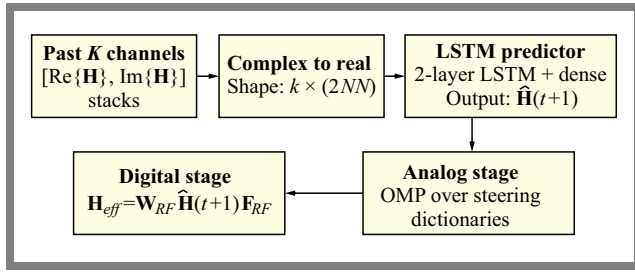 Past K channels
[Re{H}, Im{H}]
stacks
Complex to real
Shape: k × (2NN)
LSTM predictor
2-layer LSTM + dense
Output: Ĥ(t+1)
Analog stage
OMP over steering
dictionaries
Digital stage
H_eff=W_RF Ĥ(t+1)F_RF